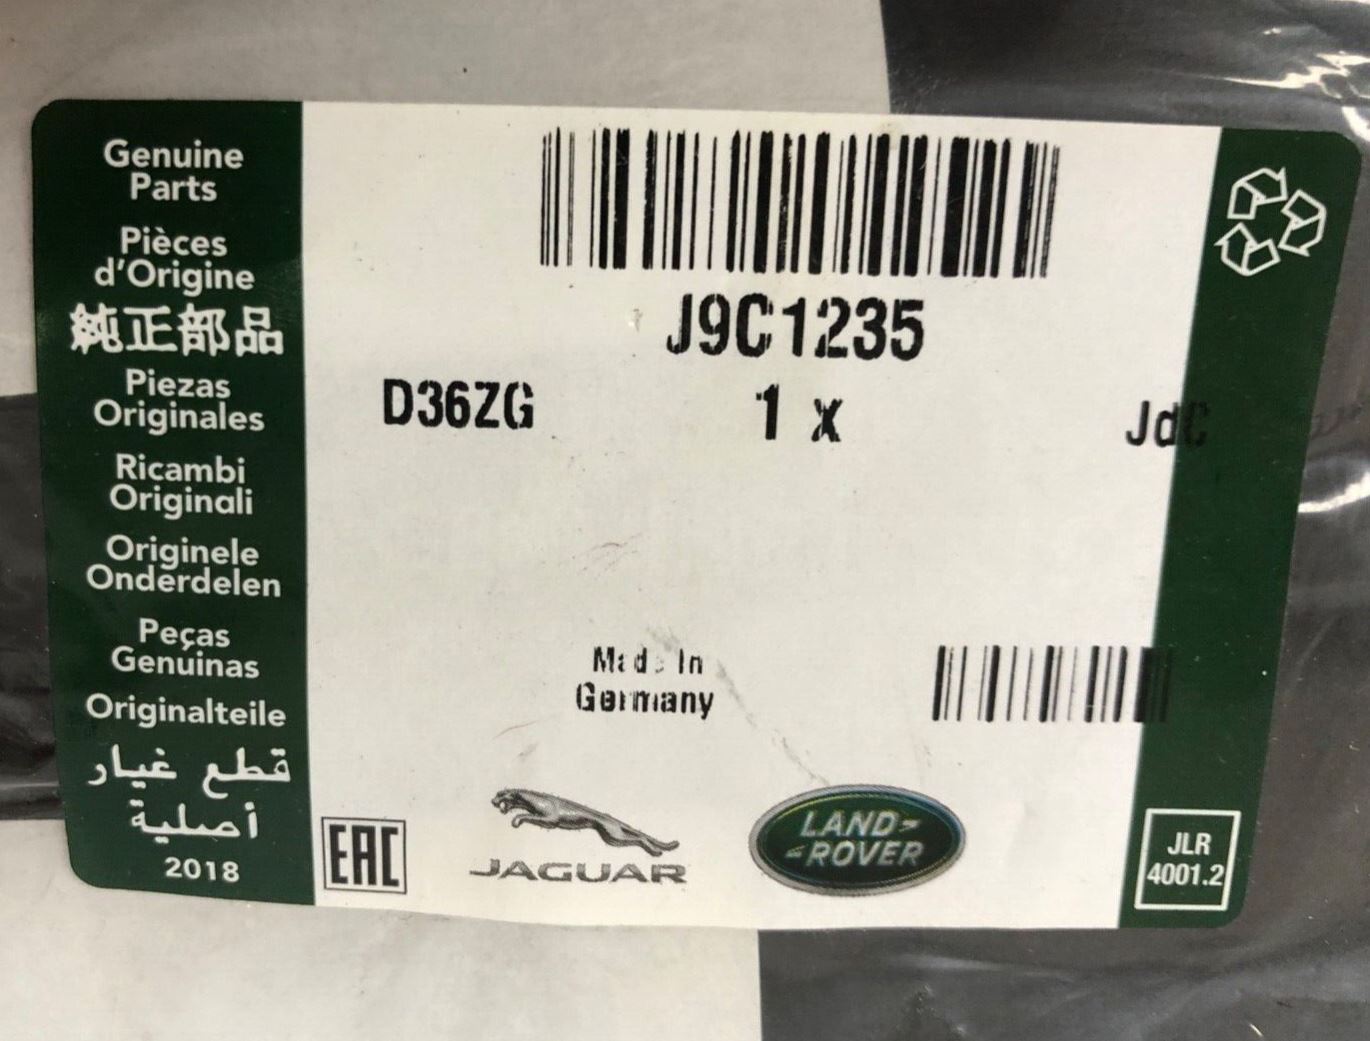 Genuine
Parts
Pièces
d'Origine
純正部品
Piezas
Originales
Ricambi
Originali
Originele
Onderdelen
Peças
Genuinas
Originalteile
قطع غيار
أصلية
2018
J9C1235
D36ZG 1 x JdC
Made In
Germany
EAC
JAGUAR
LAND-
-ROVER
JLR
4001.2